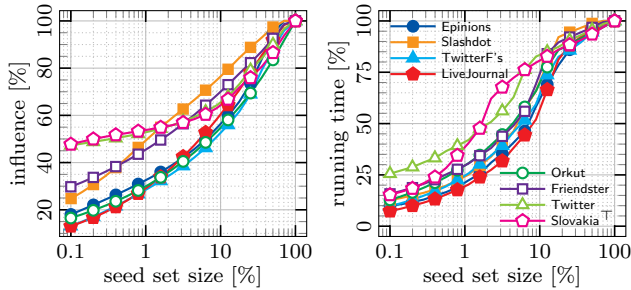 influence [%]
100
80
60
40
20
0.1
1
10
100
seed set size [%]
running time [%]
100
75
50
25
0
0.1
1
10
100
seed set size [%]
Epinions
Slashdot
TwitterF's
LiveJournal
Orkut
Friendster
Twitter
Slovakia⊤